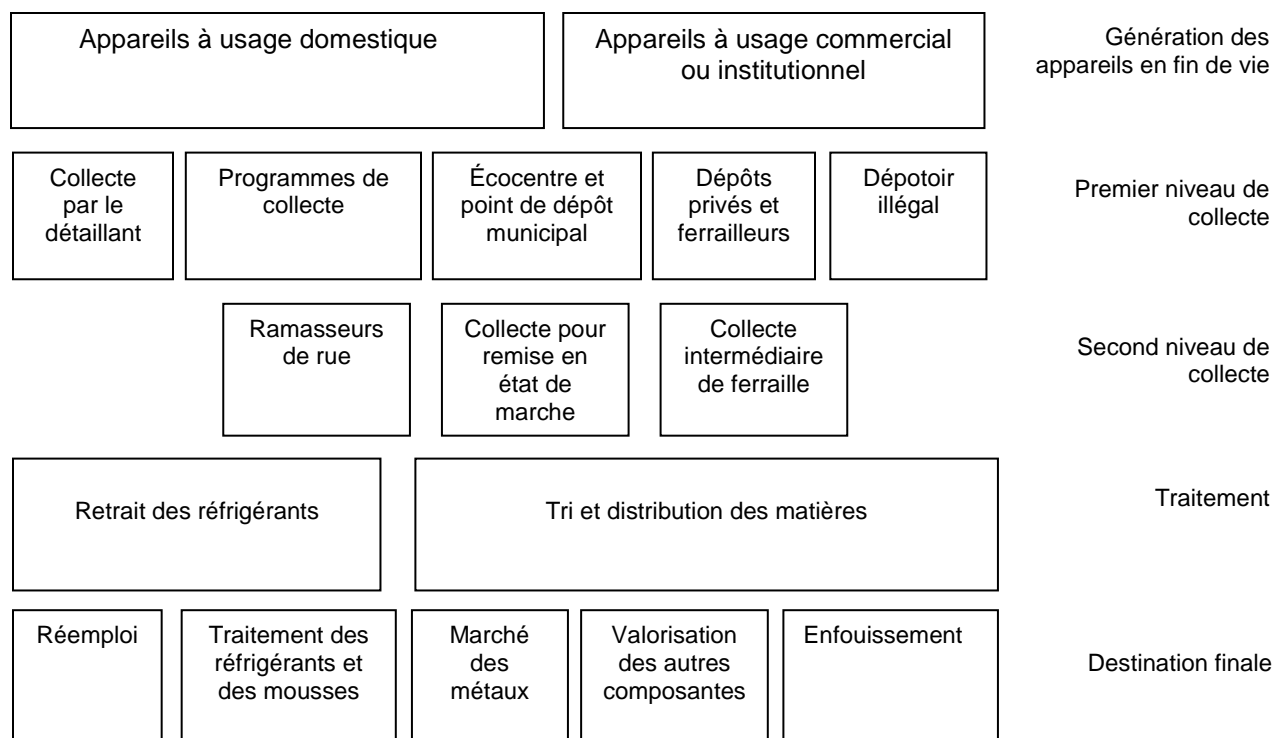 Appareils à usage domestique
Appareils à usage commercial
ou institutionnel
Génération des
appareils en fin de vie
Collecte
par le
détaillant
Programmes de
collecte
Écocentre et
point de dépôt
municipal
Dépôts
privés et
ferrailleurs
Dépotoir
illégal
Premier niveau de
collecte
Ramasseurs
de rue
Collecte pour
remise en
état de
marche
Collecte
intermédiaire
de ferraille
Second niveau de
collecte
Retrait des réfrigérants
Tri et distribution des matières
Traitement
Réemploi
Traitement des
réfrigérants et
des mousses
Marché
des
métaux
Valorisation
des autres
composantes
Enfouissement
Destination finale